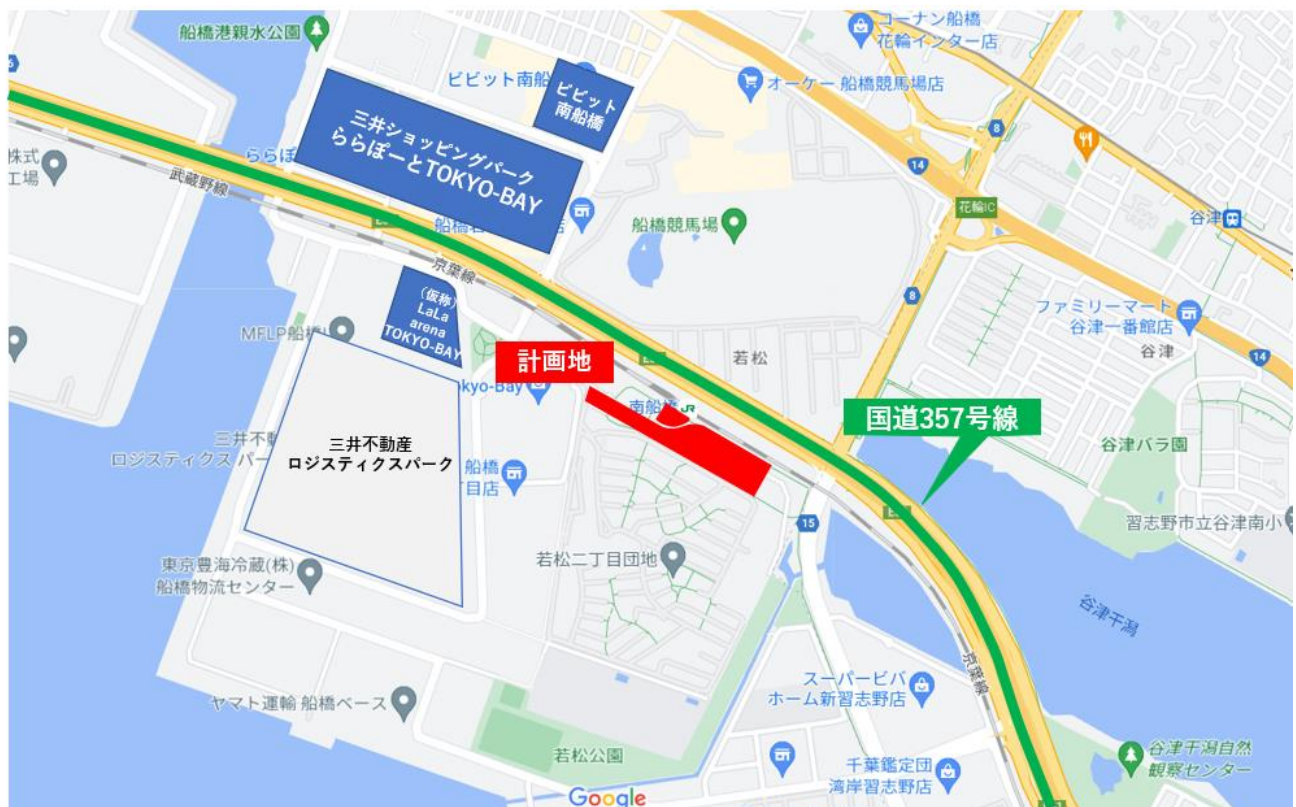 船橋港親水公園
コーナン船橋
花輪インター店
ビビット南船
ビビット
南船橋
オーケー 船橋競馬場店
三井ショッピングパーク
ららぽーとTOKYO-BAY
8
14
株式
工場
ららぽ
武蔵野線
花輪IC
谷津
船橋競馬場
京葉線
8
(仮称)
LaLa
arena
TOKYO-BAY
ファミリーマート
谷津一番館店
谷津
14
MFLP船橋
計画地
若松
kyo-Bay
南船橋
JR
国道357号線
谷津バラ園
三井不動産
ロジスティクスパーク
三井不動
ロジスティクス パー
船橋
丁目店
15
習志野市立谷津南小
東京豊海冷蔵(株)
船橋物流センター
若松二丁目団地
谷津干潟
京葉線
スーパービバ
ホーム新習志野店
ヤマト運輸 船橋ベース
若松公園
谷津干潟自然
観察センター
千葉鑑定団
湾岸習志野店
Google